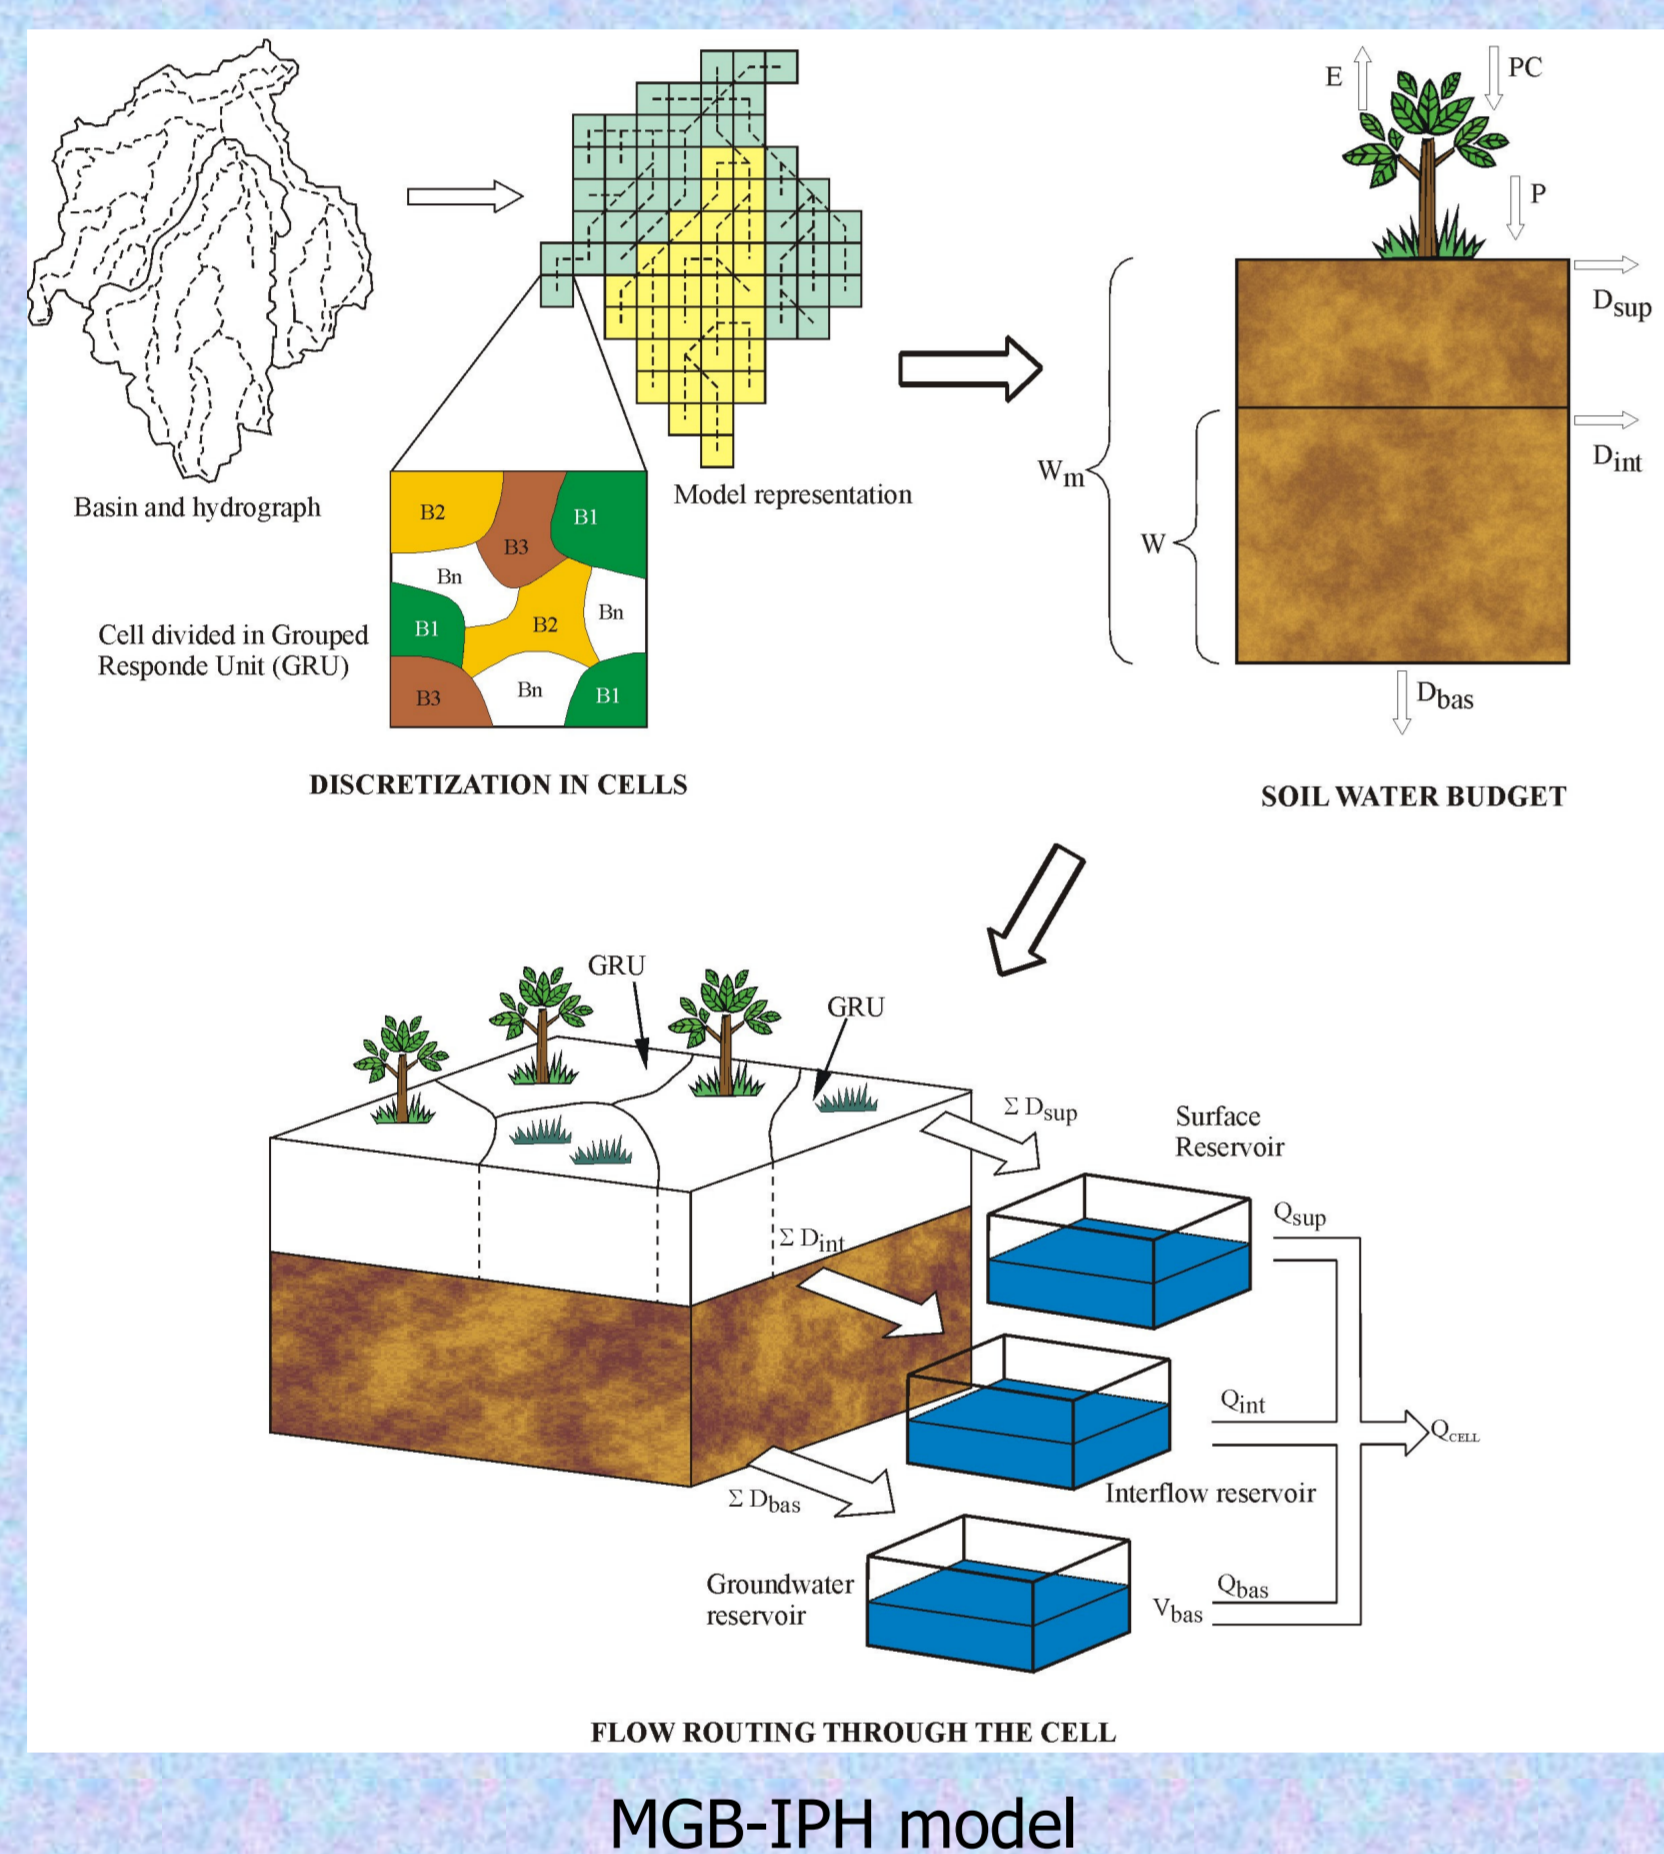 Basin and hydrograph
Model representation
B2
B3
B1
Bn
B1
B2
Bn
B3
Bn
B1
Cell divided in Grouped
Responde Unit (GRU)
DISCRETIZATION IN CELLS
E
PC
P
Dsup
Dint
Wm
W
Dbas
SOIL WATER BUDGET
GRU
GRU
Σ Dsup
Surface
Reservoir
Σ Dint
Qsup
Qint
QCELL
Interflow reservoir
Σ Dbas
Groundwater
reservoir
Qbas
Vbas
FLOW ROUTING THROUGH THE CELL
MGB-IPH model